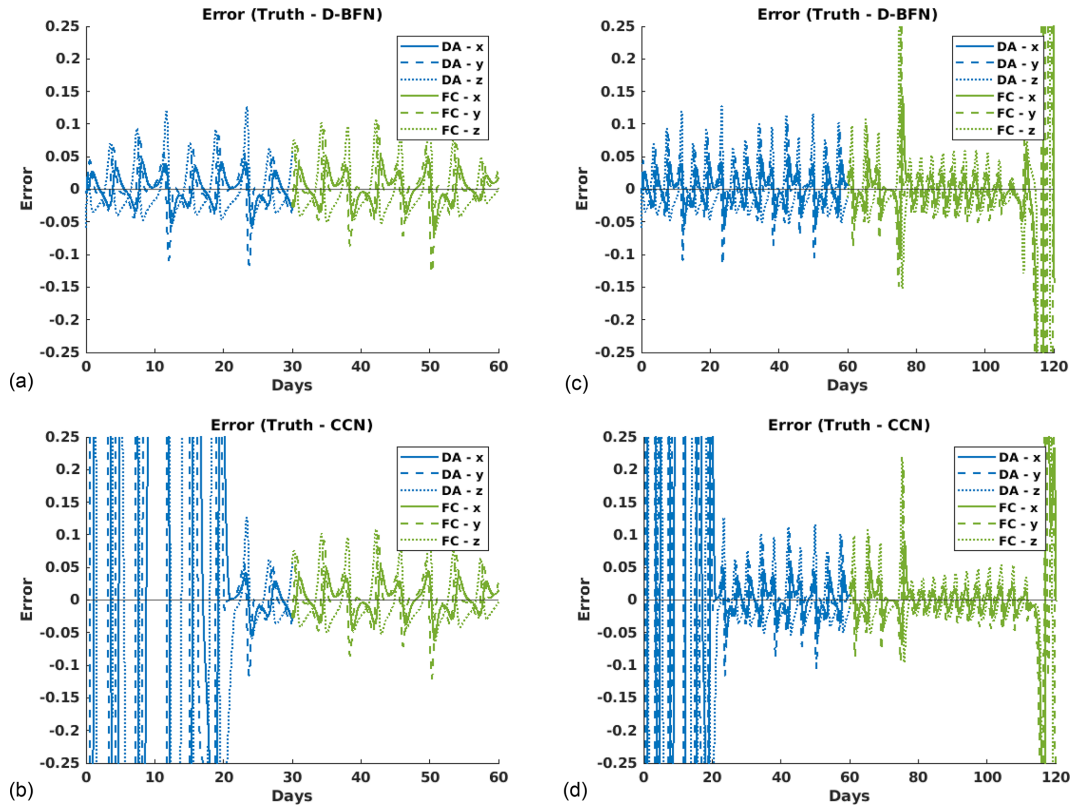 Error (Truth - D-BFN)
0.25
0.2
0.15
0.1
0.05
0
-0.05
-0.1
-0.15
-0.2
-0.25
Error
0 10 20 30 40 50 60
Days
DA - x
DA - y
DA - z
FC - x
FC - y
FC - z
(a)
Error (Truth - D-BFN)
0.25
0.2
0.15
0.1
0.05
0
-0.05
-0.1
-0.15
-0.2
-0.25
Error
0 20 40 60 80 100 120
Days
DA - x
DA - y
DA - z
FC - x
FC - y
FC - z
(c)
Error (Truth - CCN)
0.25
0.2
0.15
0.1
0.05
0
-0.05
-0.1
-0.15
-0.2
-0.25
Error
0 10 20 30 40 50 60
Days
DA - x
DA - y
DA - z
FC - x
FC - y
FC - z
(b)
Error (Truth - CCN)
0.25
0.2
0.15
0.1
0.05
0
-0.05
-0.1
-0.15
-0.2
-0.25
Error
0 20 40 60 80 100 120
Days
DA - x
DA - y
DA - z
FC - x
FC - y
FC - z
(d)